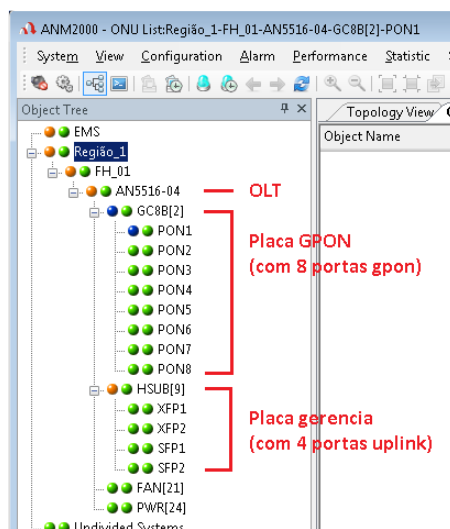 ANM2000 - ONU List:Região_1-FH_01-AN5516-04-GC8B[2]-PON1
System View Configuration Alarm Performance Statistic
Object Tree
Topology View
Object Name
EMS
Região_1
FH_01
AN5516-04
OLT
GC8B[2]
PON1
PON2
PON3
PON4
PON5
PON6
PON7
PON8
Placa GPON
(com 8 portas gpon)
HSUB[9]
XFP1
XFP2
SFP1
SFP2
Placa gerencia
(com 4 portas uplink)
FAN[21]
PWR[24]
Undivided Systems